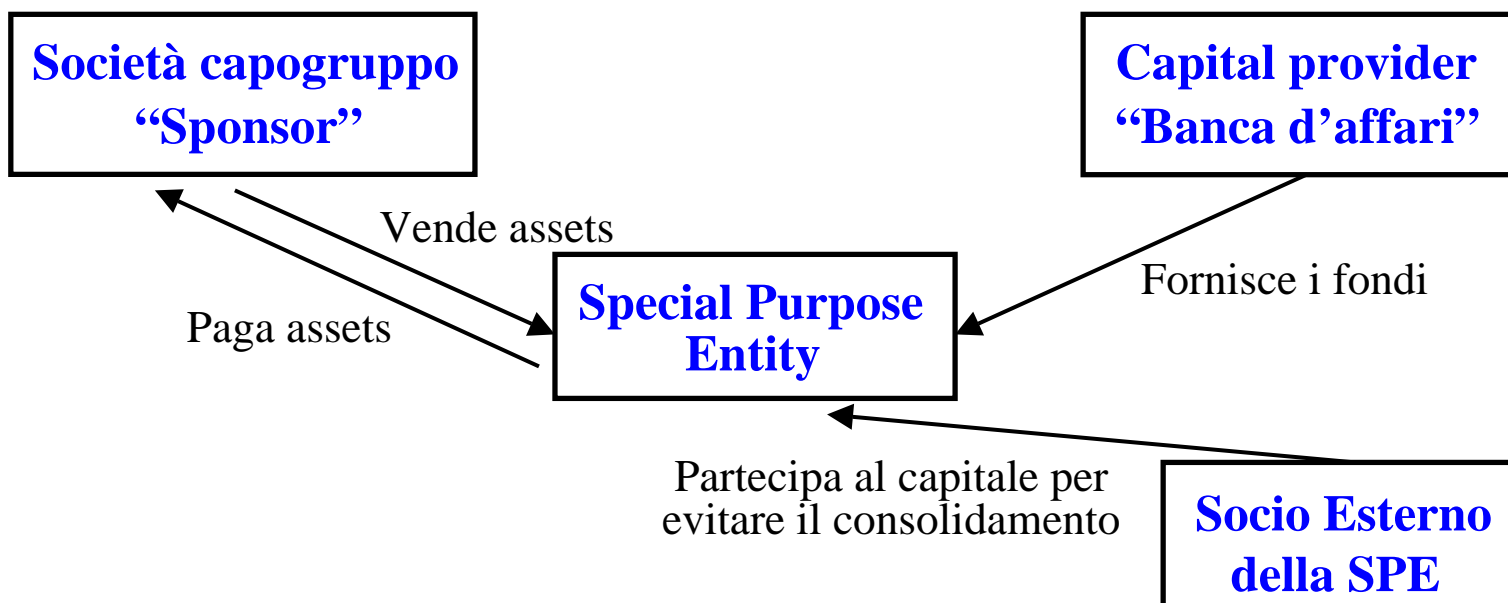 Società capogruppo
“Sponsor”
Capital provider
“Banca d’affari”
Vende assets
Paga assets
Fornisce i fondi
Special Purpose
Entity
Partecipa al capitale per
evitare il consolidamento
Socio Esterno
della SPE